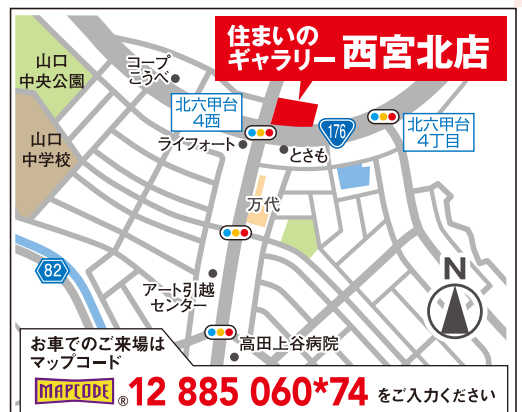 住まいの
ギャラリー 西宮北店
山口
中央公園
コープ
こうべ
北六甲台
4西
176
北六甲台
4丁目
山口
中学校
ライフォート
とさも
万代
82
アート引越
センター
N
高田上谷病院
お車でのご来場は
マップコード
MAPCODE ® 12 885 060*74 をご入力ください